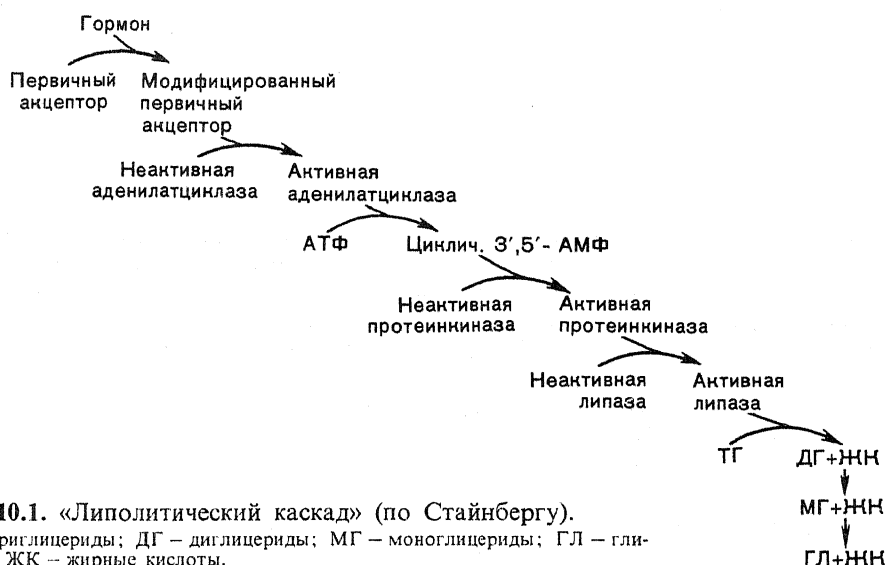 Гормон
Первичный
акцептор
Модифицированный
первичный
акцептор
Неактивная
аденилатциклаза
Активная
аденилатциклаза
АТФ
Циклич. 3′,5′- АМФ
Неактивная
протеинкиназа
Активная
протеинкиназа
Неактивная
липаза
Активная
липаза
ТГ
ДГ+ЖК
МГ+ЖК
ГЛ+ЖК
10.1. «Липолитический каскад» (по Стайнбергу).
риглицериды; ДГ – диглицериды; МГ – моноглицериды; ГЛ – гли-
ЖК – жирные кислоты.